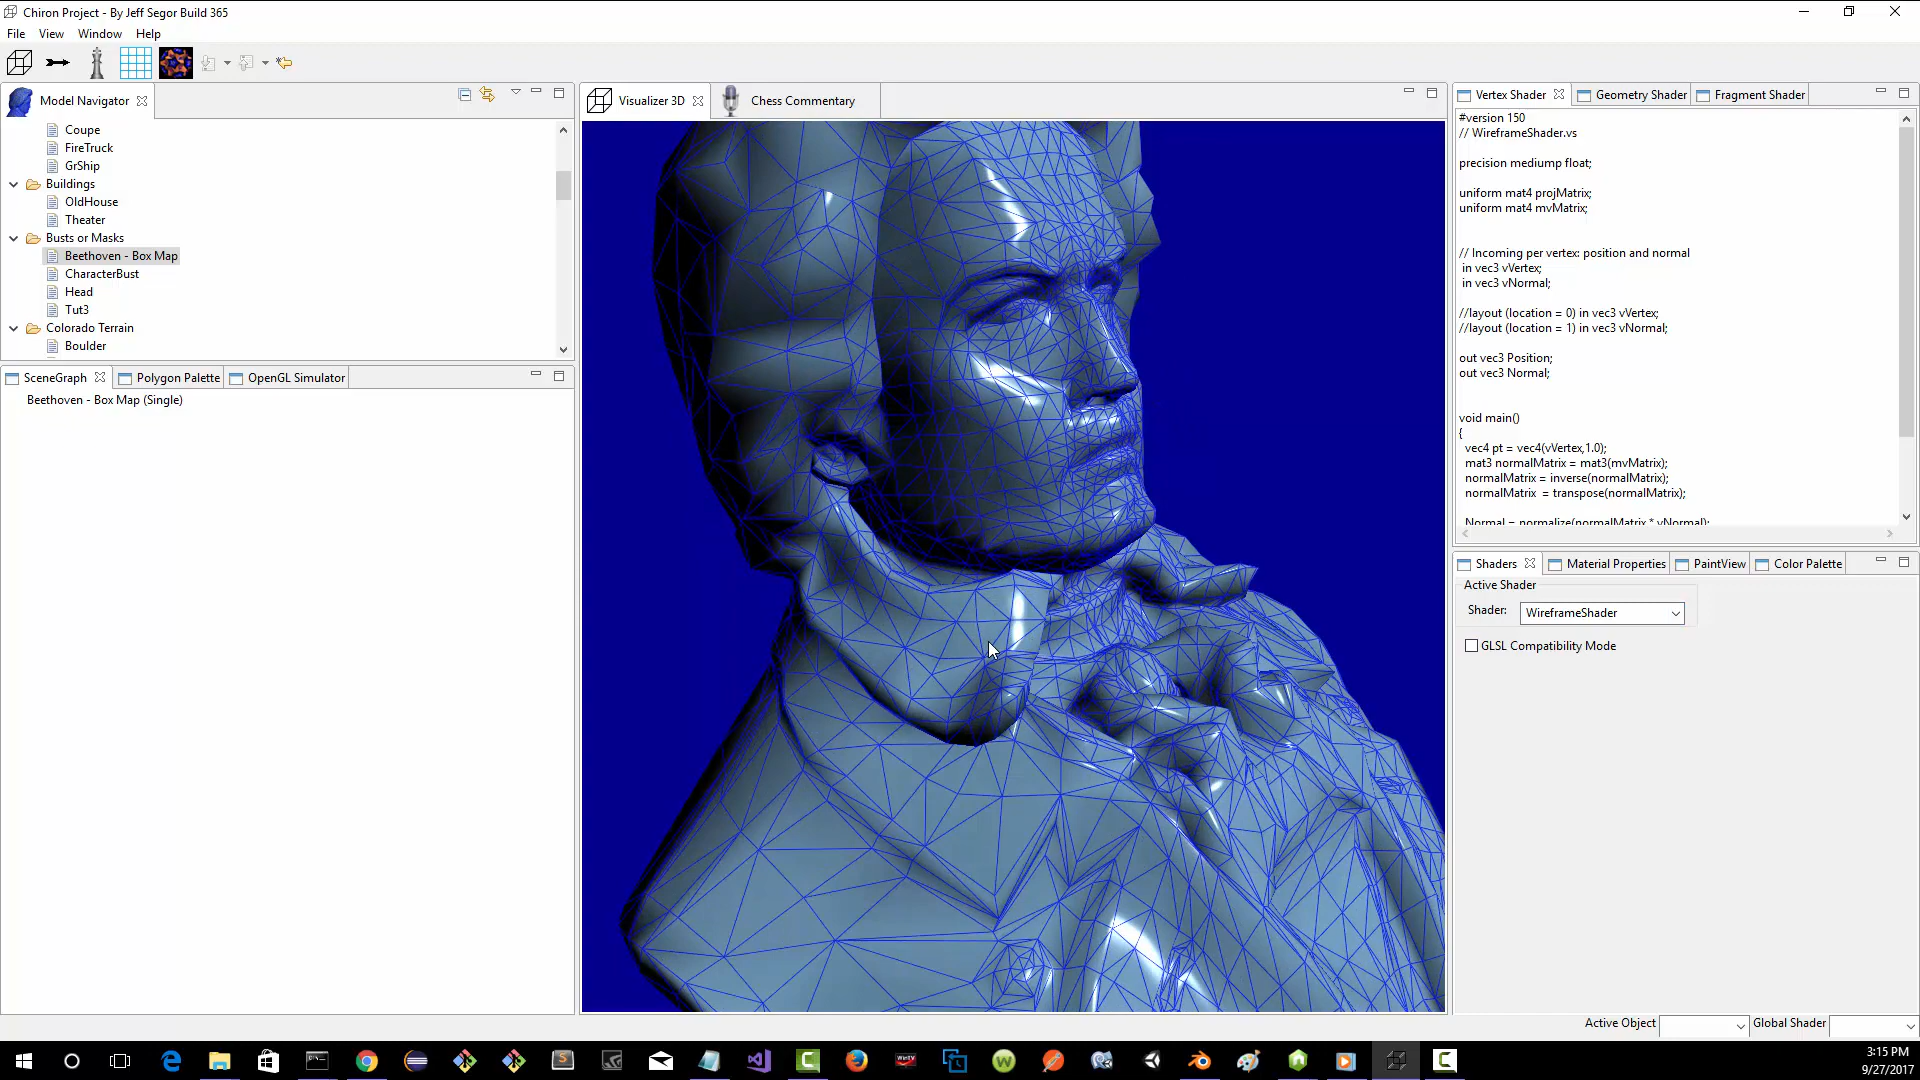 Chiron Project - By Jeff Segor Build 365
File View Window Help
Model Navigator
Coupe
FireTruck
GrShip
Buildings
OldHouse
Theater
Busts or Masks
Beethoven - Box Map
CharacterBust
Head
Tut3
Colorado Terrain
Boulder
SceneGraph Polygon Palette OpenGL Simulator
Beethoven - Box Map (Single)
Visualizer 3D Chess Commentary
Vertex Shader Geometry Shader Fragment Shader
#version 150
// WireframeShader.vs
precision mediump float;
uniform mat4 projMatrix;
uniform mat4 mvMatrix;
// Incoming per vertex: position and normal
in vec3 vVertex;
in vec3 vNormal;
//layout (location = 0) in vec3 vVertex;
//layout (location = 1) in vec3 vNormal;
out vec3 Position;
out vec3 Normal;
void main()
{
vec4 pt = vec4(vVertex,1.0);
mat3 normalMatrix = mat3(mvMatrix);
normalMatrix = inverse(normalMatrix);
normalMatrix = transpose(normalMatrix);
Normal = normalize(normalMatrix * vNormal);
Shaders Material Properties PaintView Color Palette
Active Shader
Shader: WireframeShader
GLSL Compatibility Mode
Active Object Global Shader
3:15 PM
9/27/2017